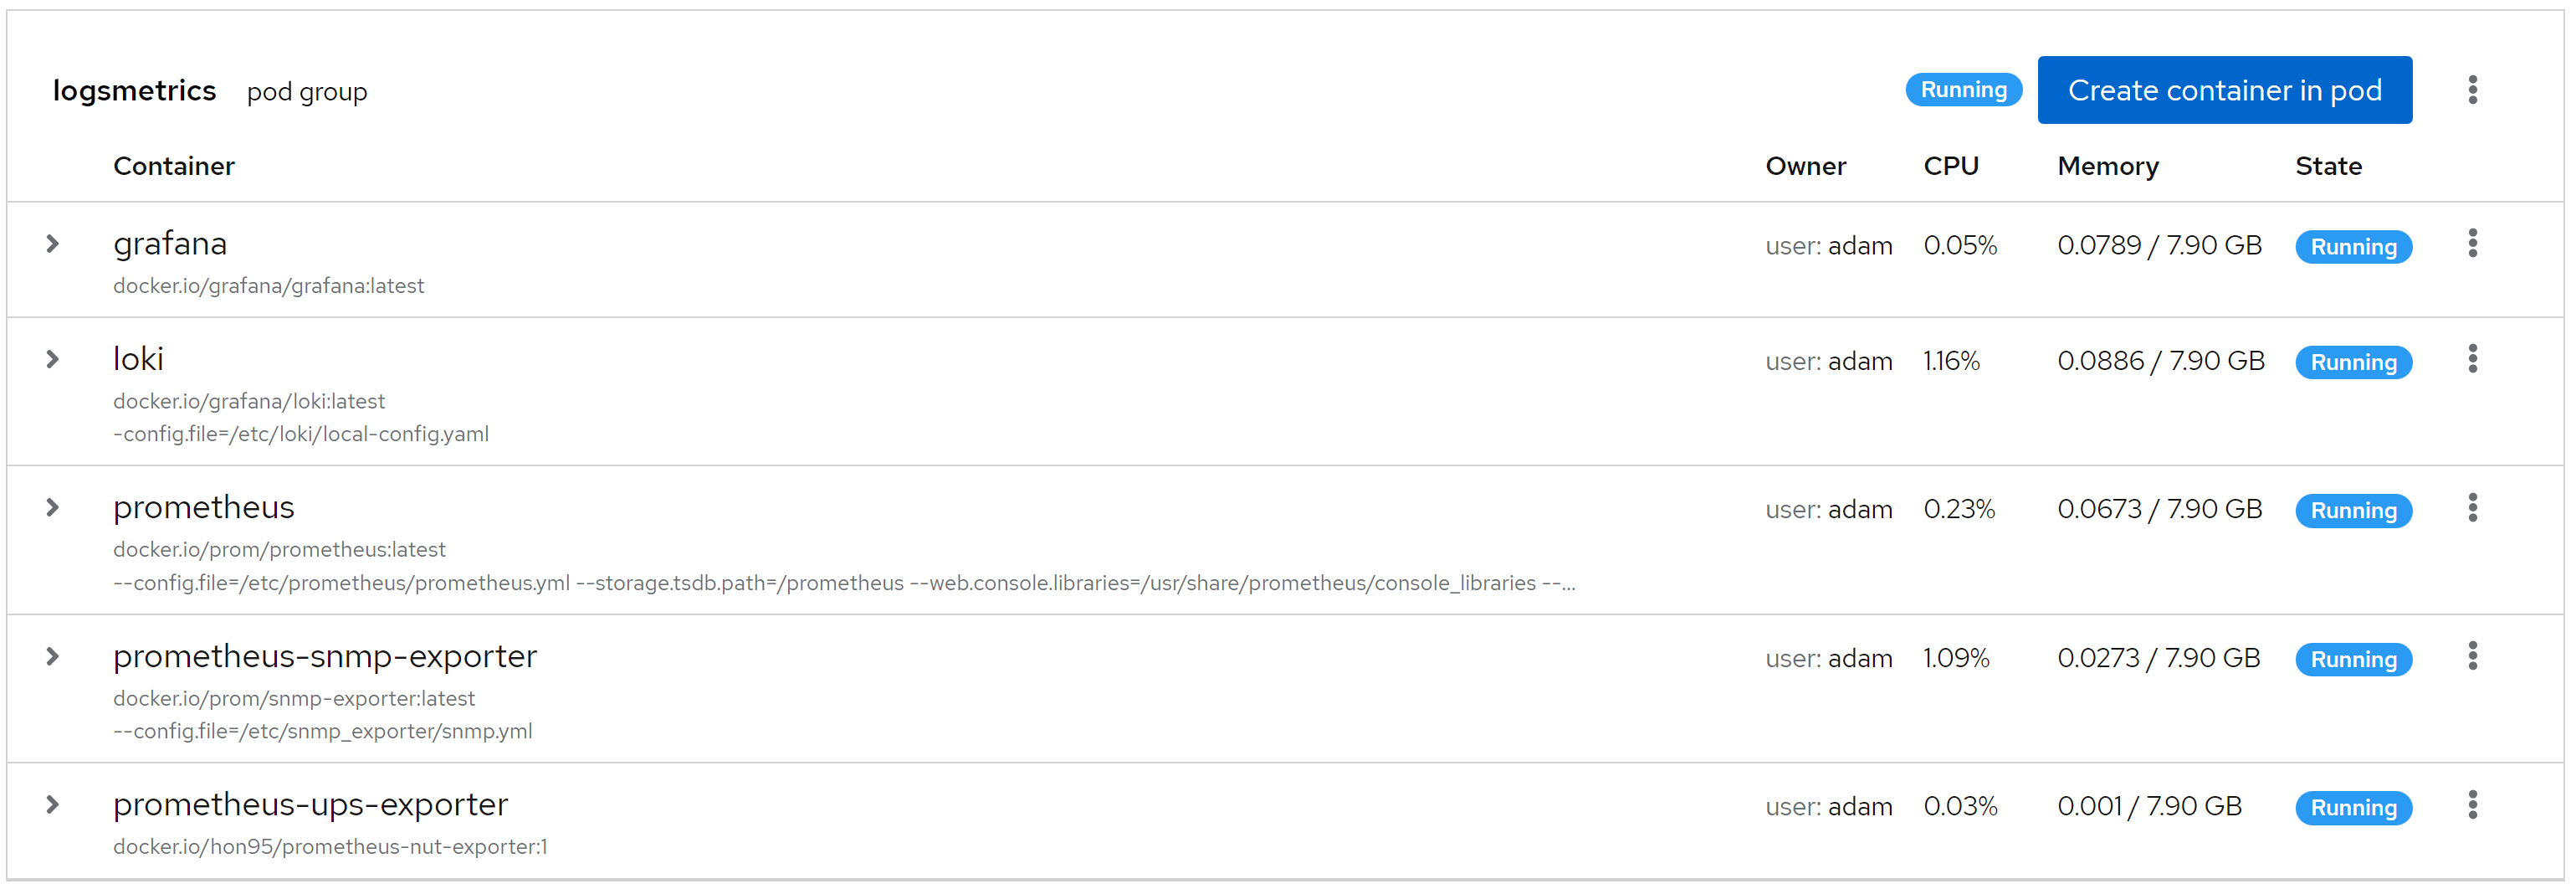 logsmetrics pod group Running Create container in pod
Container Owner CPU Memory State
grafana user: adam 0.05% 0.0789 / 7.90 GB Running
docker.io/grafana/grafana:latest
loki user: adam 1.16% 0.0886 / 7.90 GB Running
docker.io/grafana/loki:latest
-config.file=/etc/loki/local-config.yaml
prometheus user: adam 0.23% 0.0673 / 7.90 GB Running
docker.io/prom/prometheus:latest
--config.file=/etc/prometheus/prometheus.yml --storage.tsdb.path=/prometheus --web.console.libraries=/usr/share/prometheus/console_libraries --...
prometheus-snmp-exporter user: adam 1.09% 0.0273 / 7.90 GB Running
docker.io/prom/snmp-exporter:latest
--config.file=/etc/snmp_exporter/snmp.yml
prometheus-ups-exporter user: adam 0.03% 0.001 / 7.90 GB Running
docker.io/hon95/prometheus-nut-exporter:1